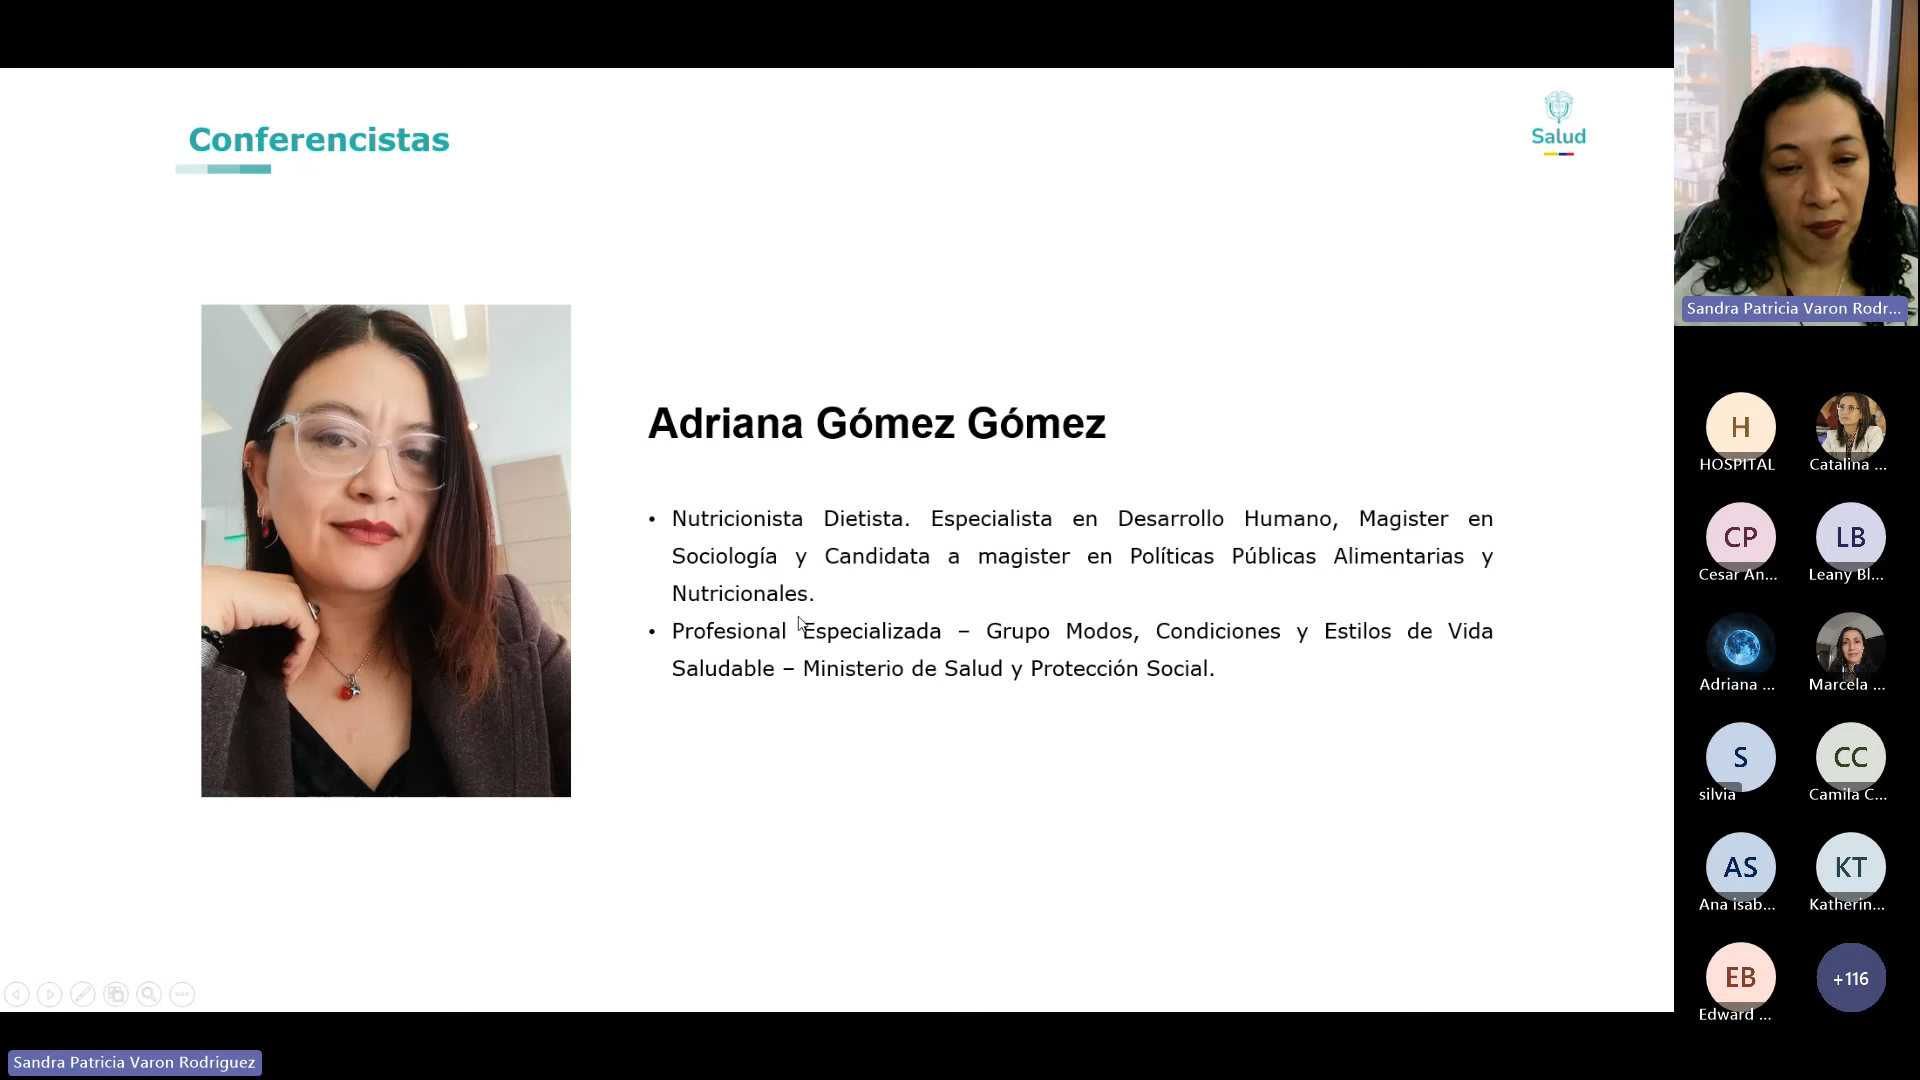 Conferencistas
Salud
Adriana Gómez Gómez
• Nutricionista Dietista. Especialista en Desarrollo Humano, Magister en
Sociología y Candidata a magister en Políticas Públicas Alimentarias y
Nutricionales.
• Profesional Especializada – Grupo Modos, Condiciones y Estilos de Vida
Saludable – Ministerio de Salud y Protección Social.
Sandra Patricia Varon Rodr...
H
HOSPITAL
Catalina ...
CP
Cesar An...
LB
Leany Bl...
Adriana ...
Marcela ...
S
silvia
CC
Camila C...
AS
Ana isab...
KT
Katherin...
EB
Edward ...
+116
Sandra Patricia Varon Rodriguez